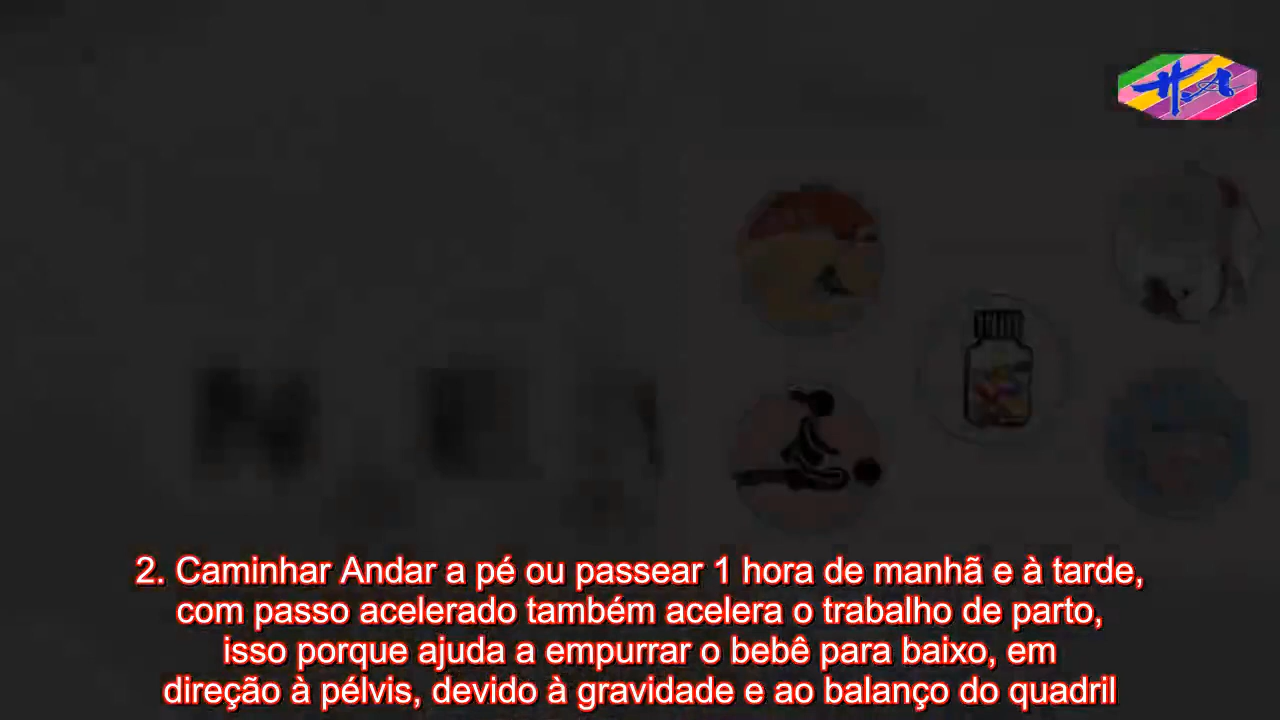 HA
2. Caminhar Andar a pé ou passear 1 hora de manhã e à tarde,
com passo acelerado também acelera o trabalho de parto,
isso porque ajuda a empurrar o bebê para baixo, em
direção à pélvis, devido à gravidade e ao balanço do quadril